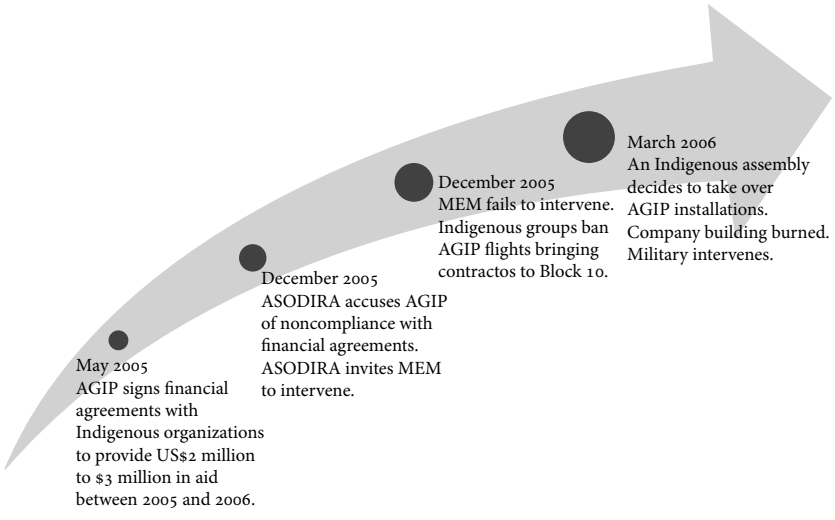 May 2005
AGIP signs financial
agreements with
Indigenous organizations
to provide US$2 million
to $3 million in aid
between 2005 and 2006.
December 2005
ASODIRA accuses AGIP
of noncompliance with
financial agreements.
ASODIRA invites MEM
to intervene.
December 2005
MEM fails to intervene.
Indigenous groups ban
AGIP flights bringing
contractos to Block 10.
March 2006
An Indigenous assembly
decides to take over
AGIP installations.
Company building burned.
Military intervenes.